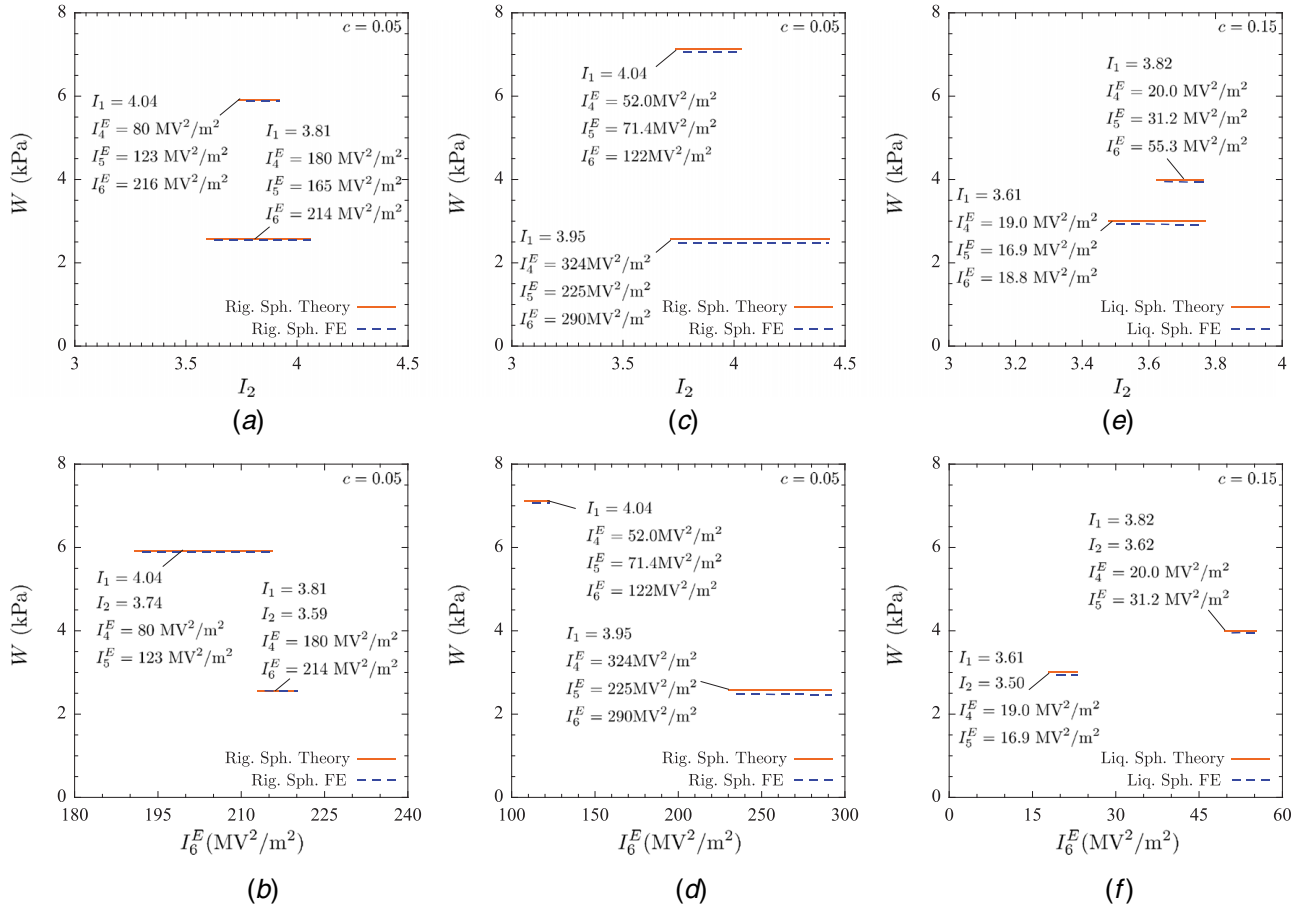 8
6
4
2
0
W (kPa)
c = 0.05
I_1 = 4.04
I_4^E = 80 MV^2/m^2
I_5^E = 123 MV^2/m^2
I_6^E = 216 MV^2/m^2
I_1 = 3.81
I_4^E = 180 MV^2/m^2
I_5^E = 165 MV^2/m^2
I_6^E = 214 MV^2/m^2
Rig. Sph. Theory
Rig. Sph. FE
3 3.5 4 4.5
I_2
(a)
8
6
4
2
0
W (kPa)
c = 0.05
I_1 = 4.04
I_4^E = 52.0MV^2/m^2
I_5^E = 71.4MV^2/m^2
I_6^E = 122MV^2/m^2
I_1 = 3.95
I_4^E = 324MV^2/m^2
I_5^E = 225MV^2/m^2
I_6^E = 290MV^2/m^2
Rig. Sph. Theory
Rig. Sph. FE
3 3.5 4 4.5
I_2
(c)
8
6
4
2
0
W (kPa)
c = 0.15
I_1 = 3.82
I_4^E = 20.0 MV^2/m^2
I_5^E = 31.2 MV^2/m^2
I_6^E = 55.3 MV^2/m^2
I_1 = 3.61
I_4^E = 19.0 MV^2/m^2
I_5^E = 16.9 MV^2/m^2
I_6^E = 18.8 MV^2/m^2
Liq. Sph. Theory
Liq. Sph. FE
3 3.2 3.4 3.6 3.8 4
I_2
(e)
8
6
4
2
0
W (kPa)
c = 0.05
I_1 = 4.04
I_2 = 3.74
I_4^E = 80 MV^2/m^2
I_5^E = 123 MV^2/m^2
I_1 = 3.81
I_2 = 3.59
I_4^E = 180 MV^2/m^2
I_6^E = 214 MV^2/m^2
Rig. Sph. Theory
Rig. Sph. FE
180 195 210 225 240
I_6^E(MV^2/m^2)
(b)
8
6
4
2
0
W (kPa)
c = 0.05
I_1 = 4.04
I_4^E = 52.0MV^2/m^2
I_5^E = 71.4MV^2/m^2
I_6^E = 122MV^2/m^2
I_1 = 3.95
I_4^E = 324MV^2/m^2
I_5^E = 225MV^2/m^2
I_6^E = 290MV^2/m^2
Rig. Sph. Theory
Rig. Sph. FE
100 150 200 250 300
I_6^E(MV^2/m^2)
(d)
8
6
4
2
0
W (kPa)
c = 0.15
I_1 = 3.82
I_2 = 3.62
I_4^E = 20.0 MV^2/m^2
I_5^E = 31.2 MV^2/m^2
I_1 = 3.61
I_2 = 3.50
I_4^E = 19.0 MV^2/m^2
I_5^E = 16.9 MV^2/m^2
Liq. Sph. Theory
Liq. Sph. FE
0 15 30 45 60
I_6^E(MV^2/m^2)
(f)